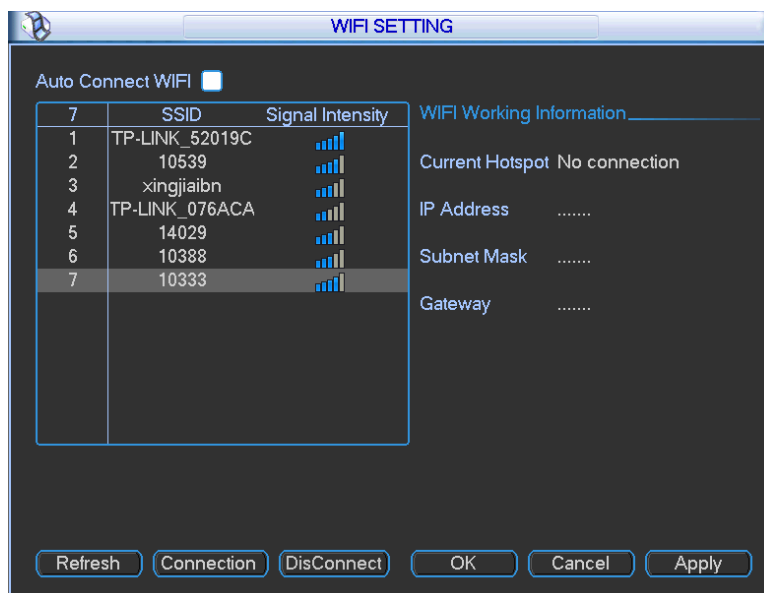 WIFI SETTING
Auto Connect WIFI
7 SSID Signal Intensity
1 TP-LINK_52019C
2 10539
3 xingjiaibn
4 TP-LINK_076ACA
5 14029
6 10388
7 10333
WIFI Working Information
Current Hotspot No connection
IP Address .......
Subnet Mask .......
Gateway .......
Refresh Connection DisConnect OK Cancel Apply